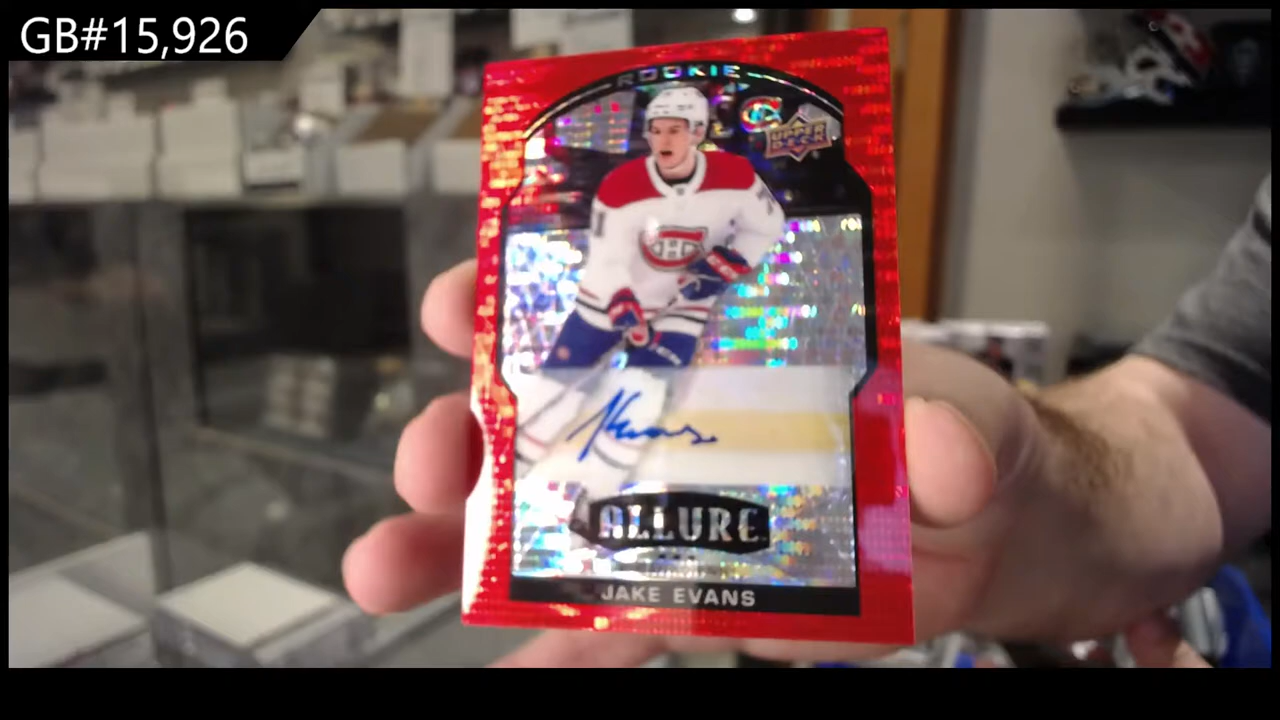 GB#15,926
ROOKIE
UPPER
DECK
ALLURE
JAKE EVANS